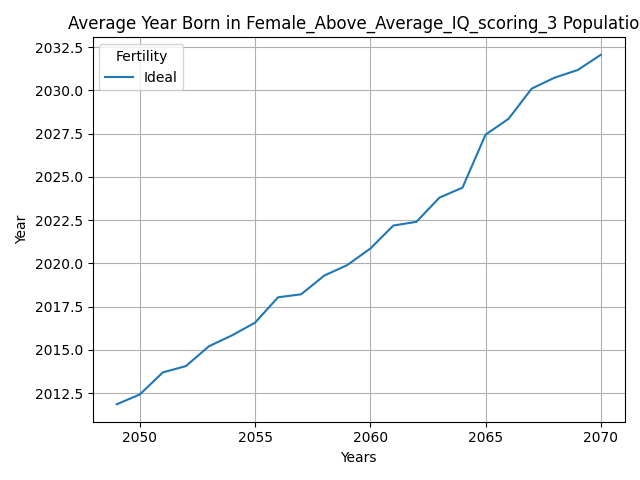 Average Year Born in Female_Above_Average_IQ_scoring_3 Populatio
Fertility
Ideal
2032.5
2030.0
2027.5
2025.0
2022.5
2020.0
2017.5
2015.0
2012.5
Year
2050 2055 2060 2065 2070
Years